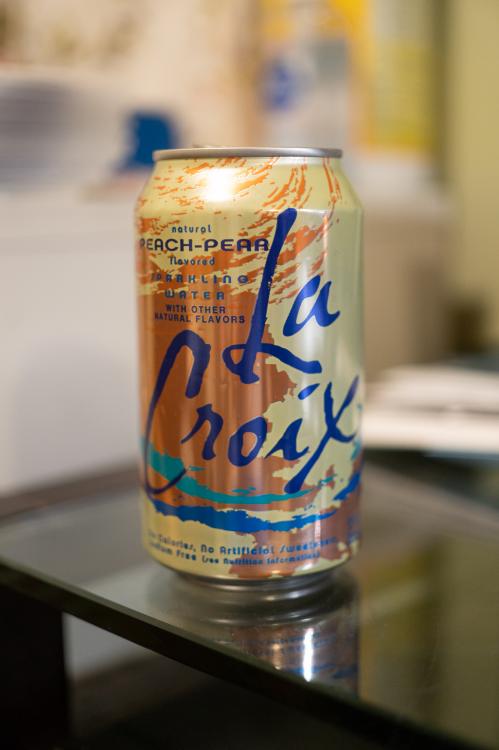 natural
PEACH-PEAR
flavored
SPARKLING
WATER
WITH OTHER
NATURAL FLAVORS
La
Croix
Calories, No Artificial Sweeteners
Sodium Free (see Nutrition Information)